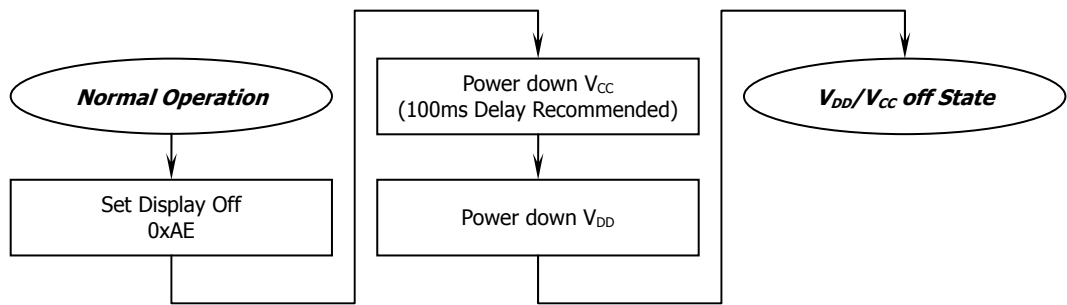 Normal Operation
Set Display Off
0xAE
Power down VCC
(100ms Delay Recommended)
Power down VDD
VDD/VCC off State